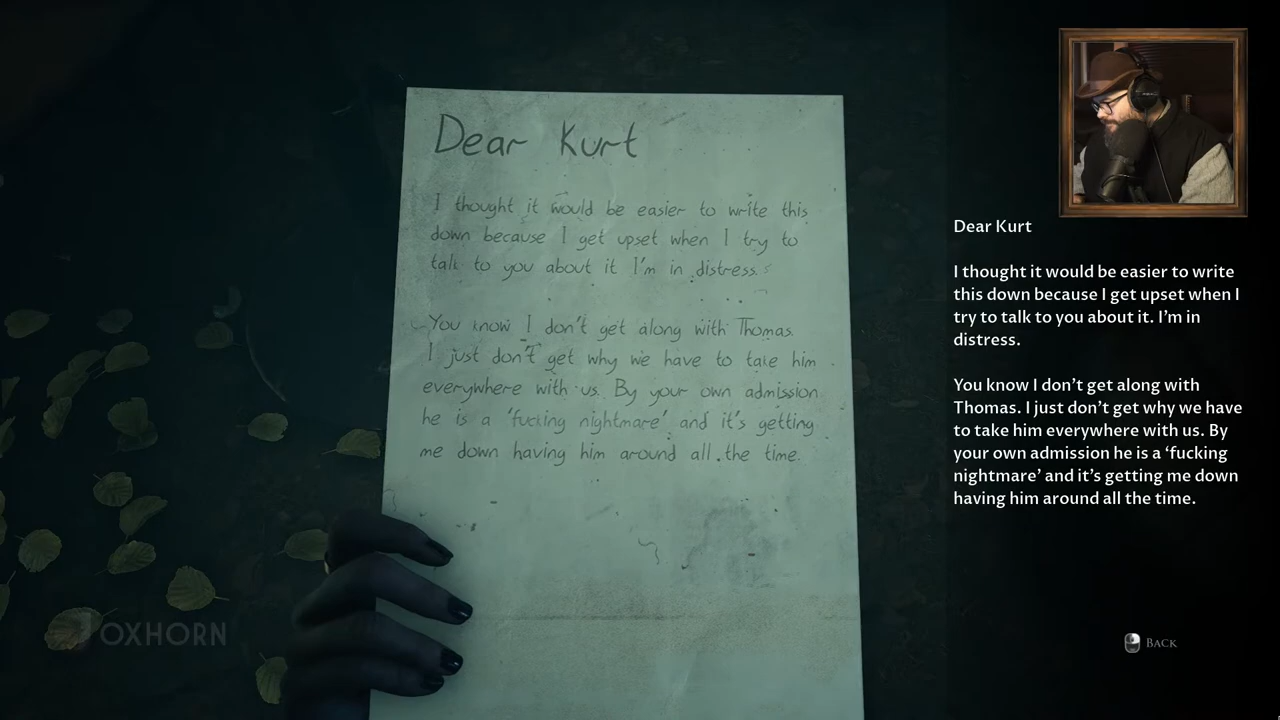 Dear Kurt
I thought it would be easier to write this
down because I get upset when I try to
talk to you about it I'm in distress.
You know I don't get along with Thomas.
I just don't get why we have to take him
everywhere with us. By your own admission
he is a 'fucking nightmare' and it's getting
me down having him around all the time.
Dear Kurt
I thought it would be easier to write
this down because I get upset when I
try to talk to you about it. I'm in
distress.
You know I don't get along with
Thomas. I just don't get why we have
to take him everywhere with us. By
your own admission he is a ‘fucking
nightmare’ and it's getting me down
having him around all the time.
OXHORN
BACK